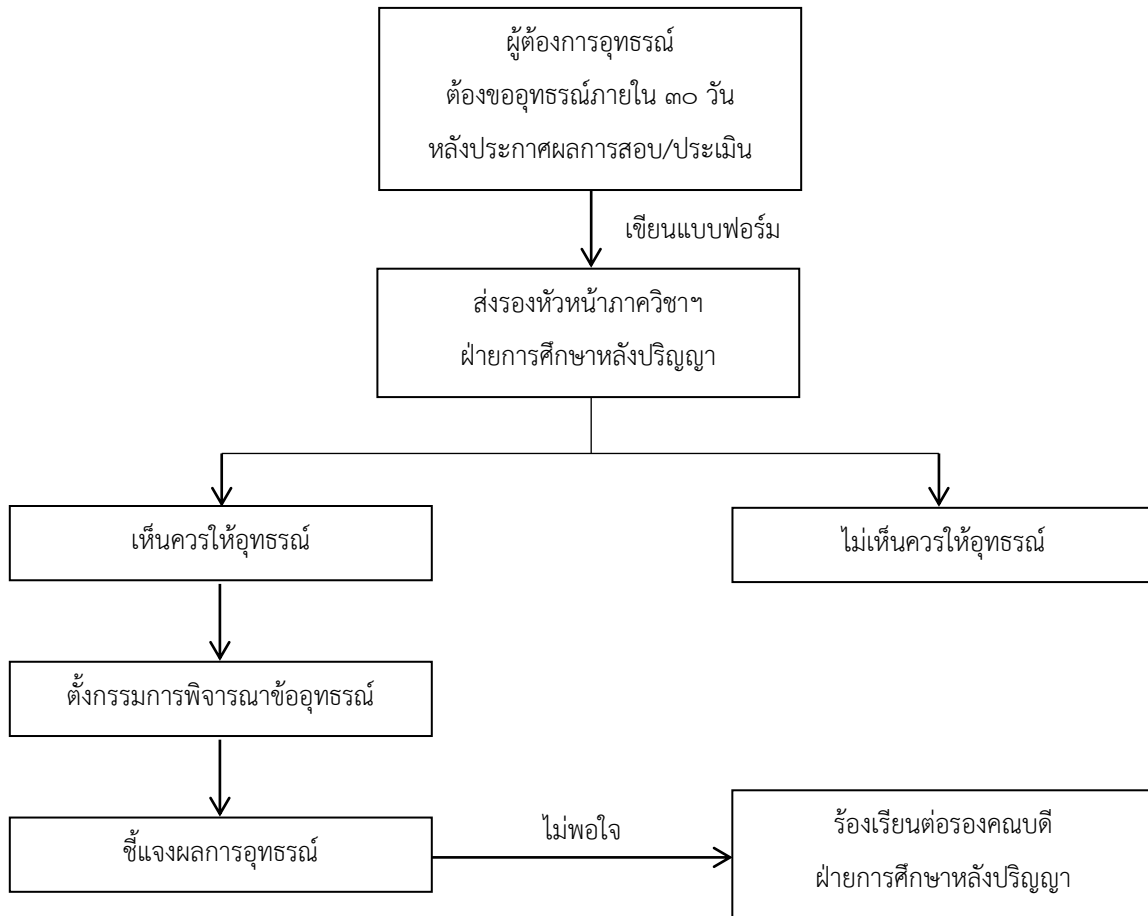 ผู้ต้องการอุทธรณ์
ต้องขออุทธรณ์ภายใน ๓๐ วัน
หลังประกาศผลการสอบ/ประเมิน
เขียนแบบฟอร์ม
ส่งรองหัวหน้าภาควิชาฯ
ฝ่ายการศึกษาหลังปริญญา
เห็นควรให้อุทธรณ์
ไม่เห็นควรให้อุทธรณ์
ตั้งกรรมการพิจารณาข้ออุทธรณ์
ชี้แจงผลการอุทธรณ์
ไม่พอใจ
ร้องเรียนต่อรองคณบดี
ฝ่ายการศึกษาหลังปริญญา